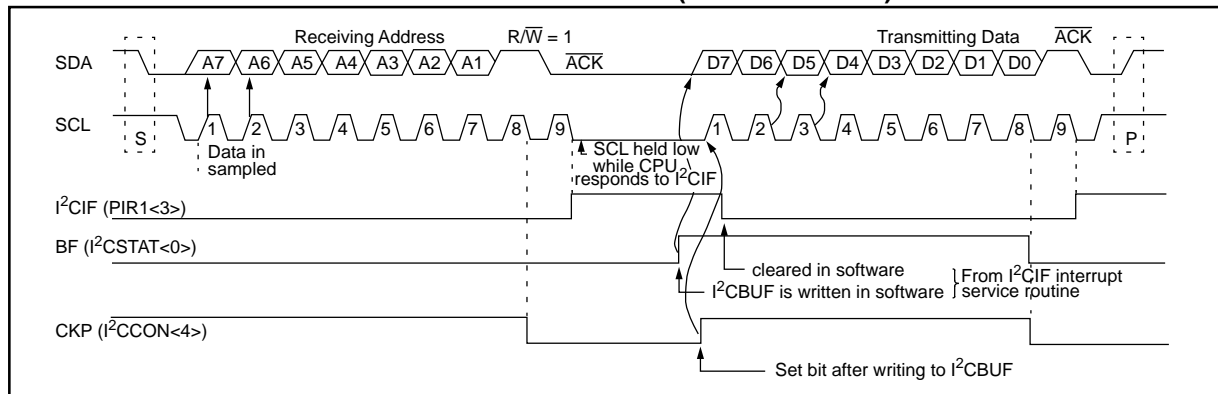 Receiving Address R/W = 1 Transmitting Data ACK
SDA A7 A6 A5 A4 A3 A2 A1 ACK D7 D6 D5 D4 D3 D2 D1 D0
SCL S 1 2 3 4 5 6 7 8 9 1 2 3 4 5 6 7 8 9 P
Data in
sampled
SCL held low
while CPU
responds to I2CIF
I2CIF (PIR1<3>)
BF (I2CSTAT<0>)
cleared in software
I2CBUF is written in software
From I2CIF interrupt
service routine
CKP (I2CCON<4>)
Set bit after writing to I2CBUF